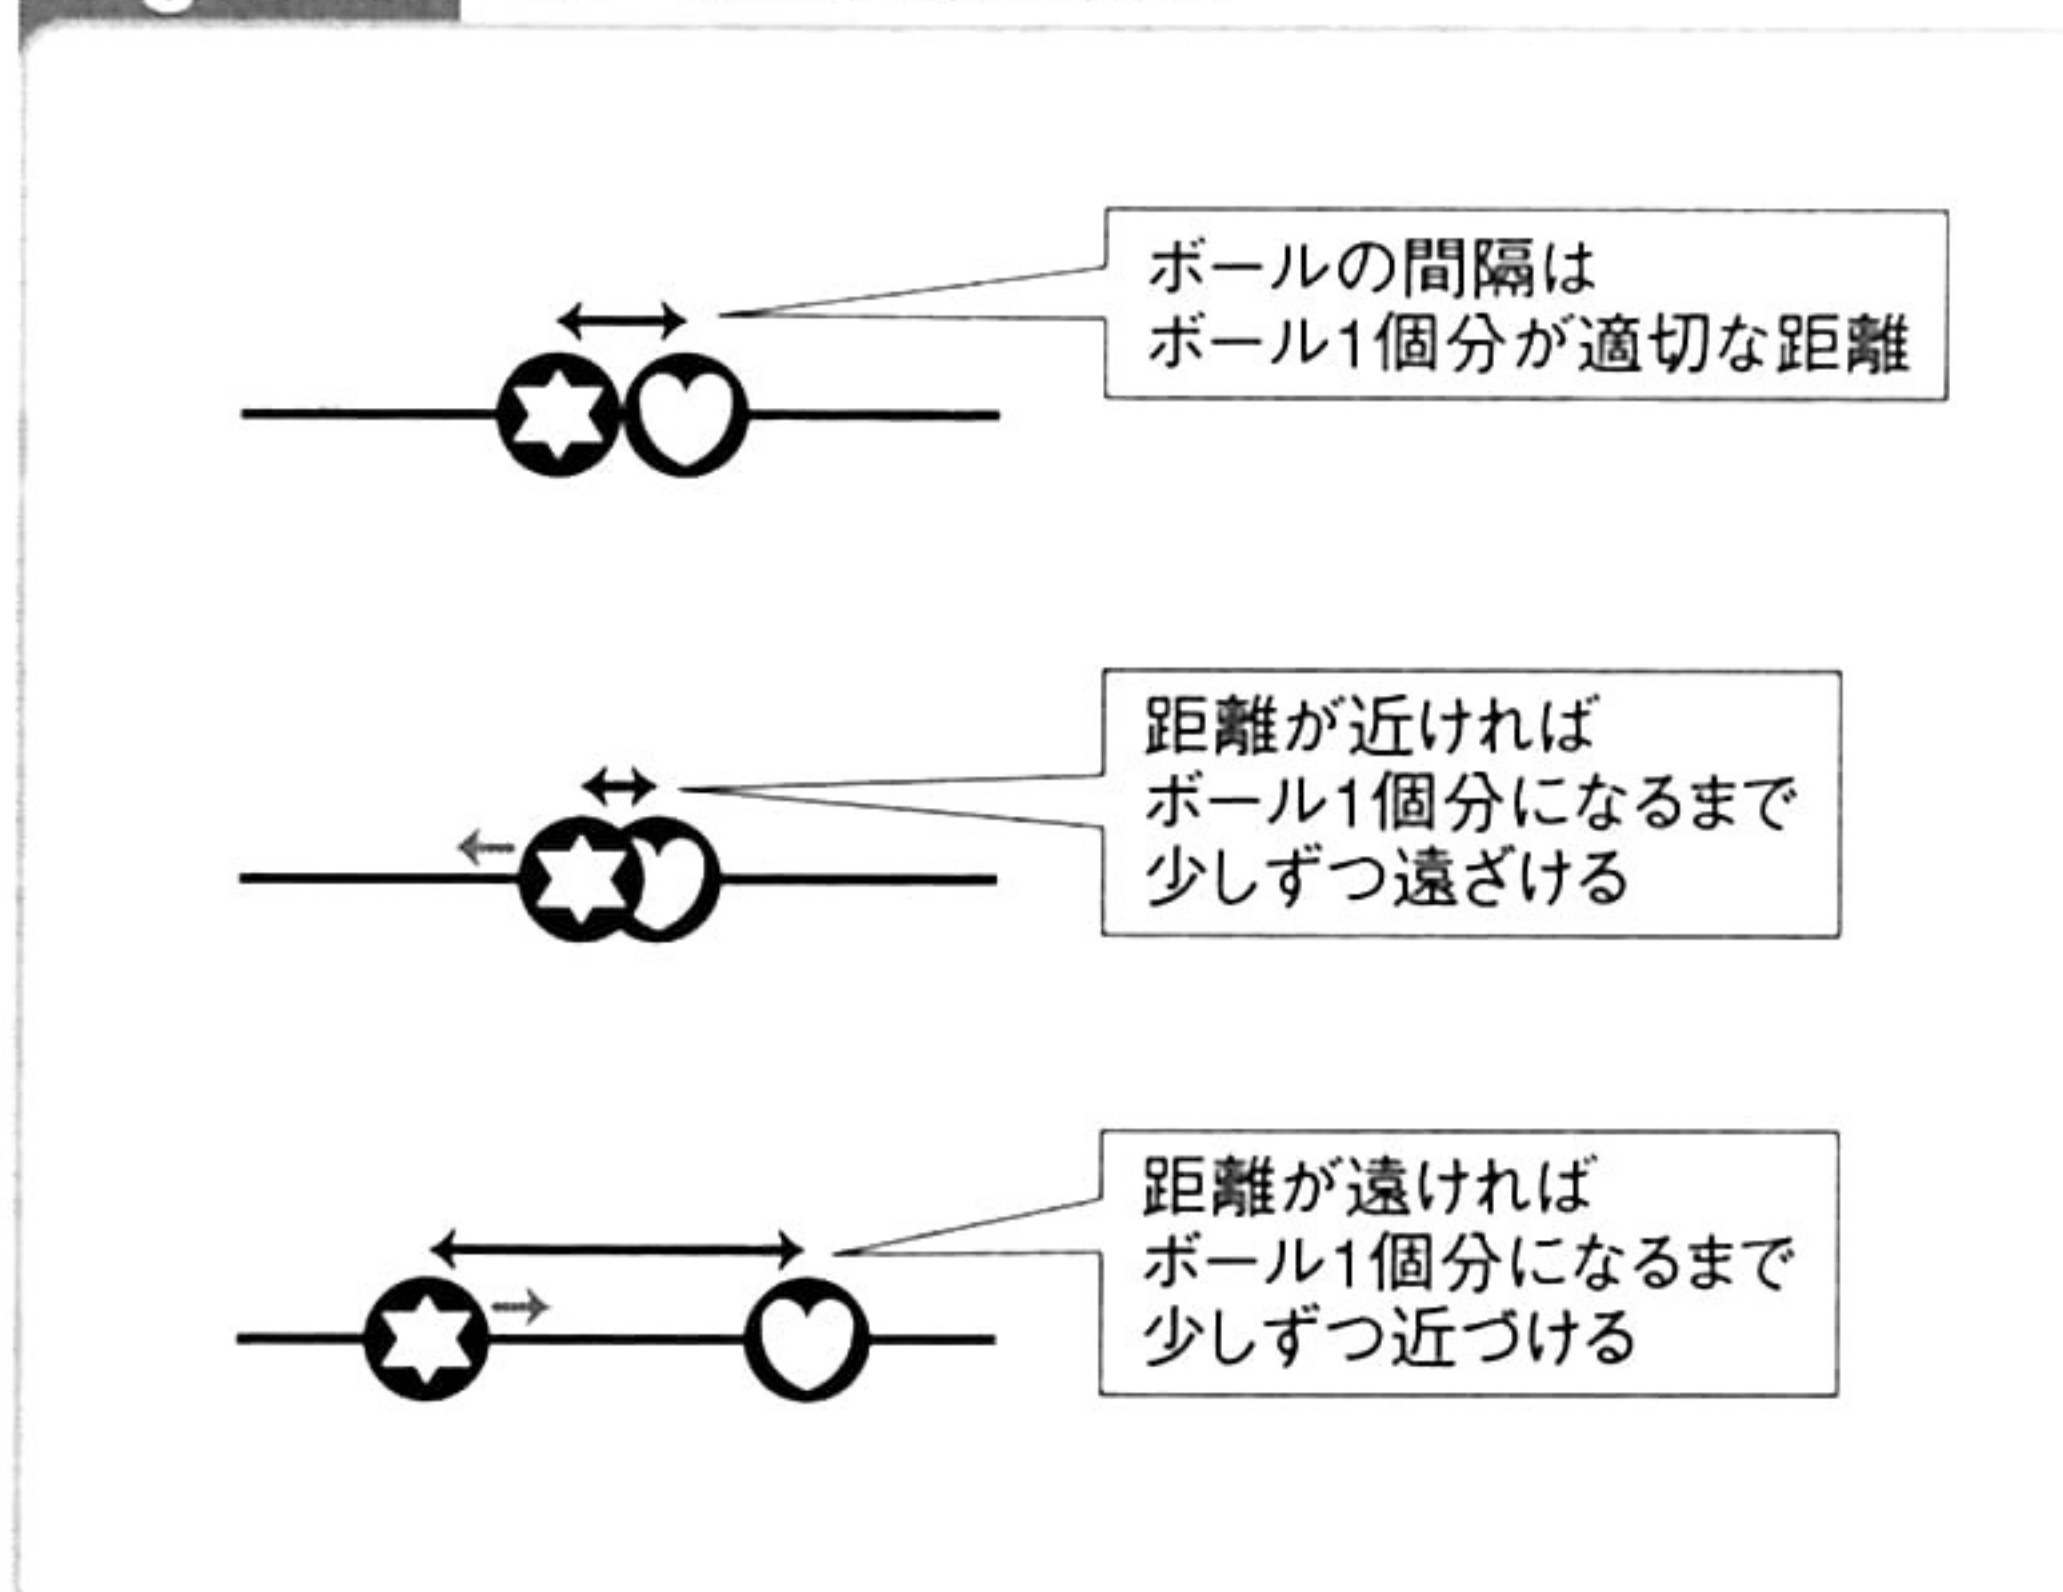 ボールの間隔は
ボール1個分が適切な距離
距離が近ければ
ボール1個分になるまで
少しずつ遠ざける
距離が遠ければ
ボール1個分になるまで
少しずつ近づける